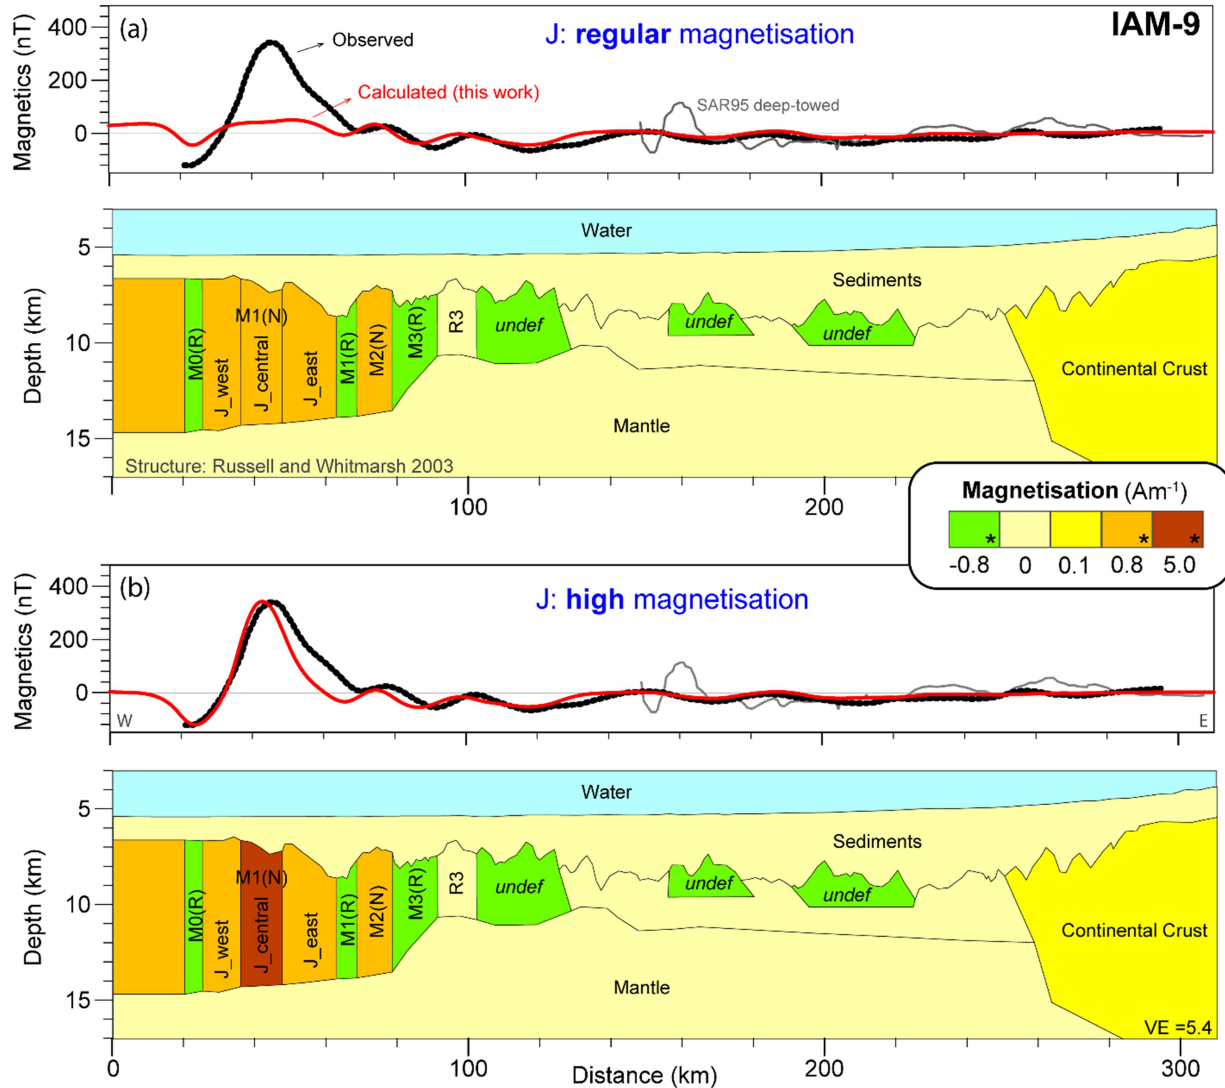 (a)
J: regular magnetisation
IAM-9
Magnetics (nT)
400
200
0
Observed
Calculated (this work)
SAR95 deep-towed
Depth (km)
5
10
15
Water
Sediments
M0(R)
J_west
M1(N)
J_central
J_east
M1(R)
M2(N)
M3(R)
R3
undef
undef
undef
Continental Crust
Mantle
Structure: Russell and Whitmarsh 2003
100
200
Magnetisation (Am⁻¹)
* * *
-0.8 0 0.1 0.8 5.0
(b)
J: high magnetisation
Magnetics (nT)
400
200
0
W
E
Depth (km)
5
10
15
Water
Sediments
M0(R)
J_west
M1(N)
J_central
J_east
M1(R)
M2(N)
M3(R)
R3
undef
undef
undef
Continental Crust
Mantle
VE =5.4
0 100 200 300
Distance (km)